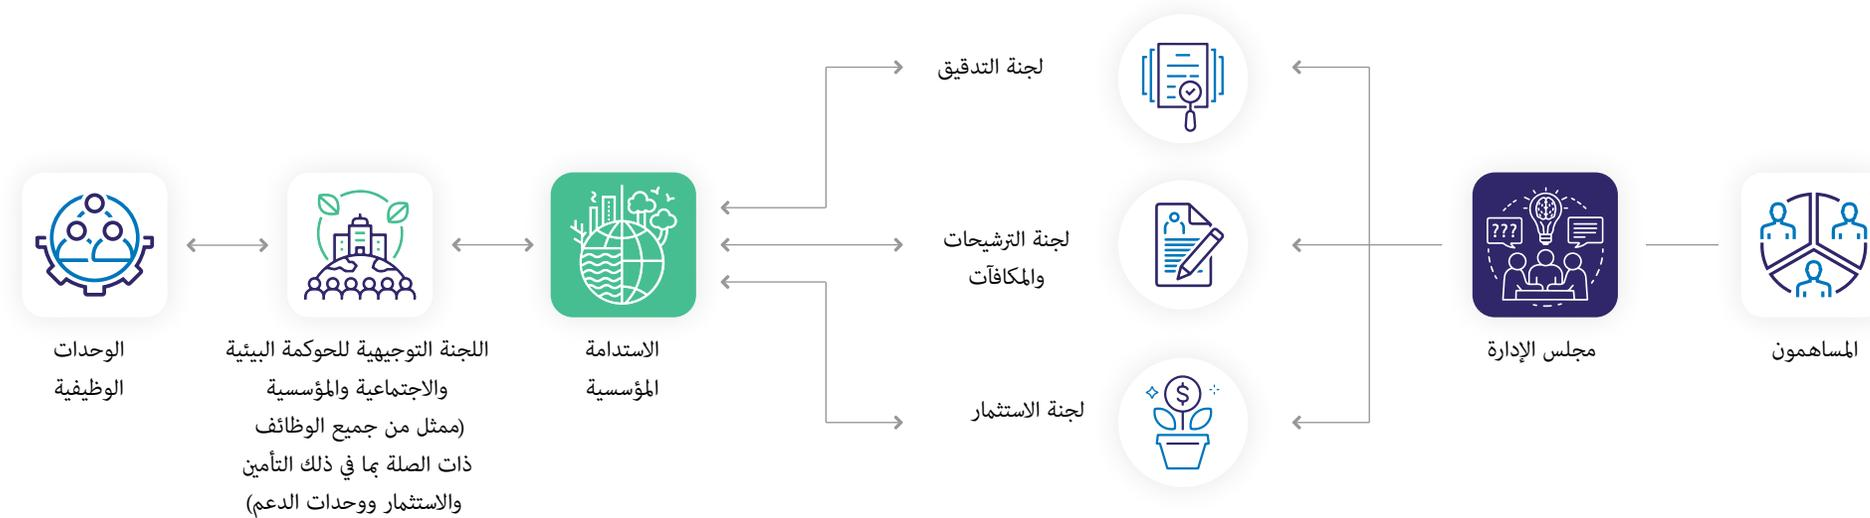 المساهمون
مجلس الإدارة
لجنة التدقيق
لجنة الترشيحات
والمكافآت
لجنة الاستثمار
الاستدامة
المؤسسية
اللجنة التوجيهية للحوكمة البيئية
والاجتماعية والمؤسسية
(ممثل من جميع الوظائف
ذات الصلة بما في ذلك التأمين
والاستثمار ووحدات الدعم)
الوحدات
الوظيفية
???
$